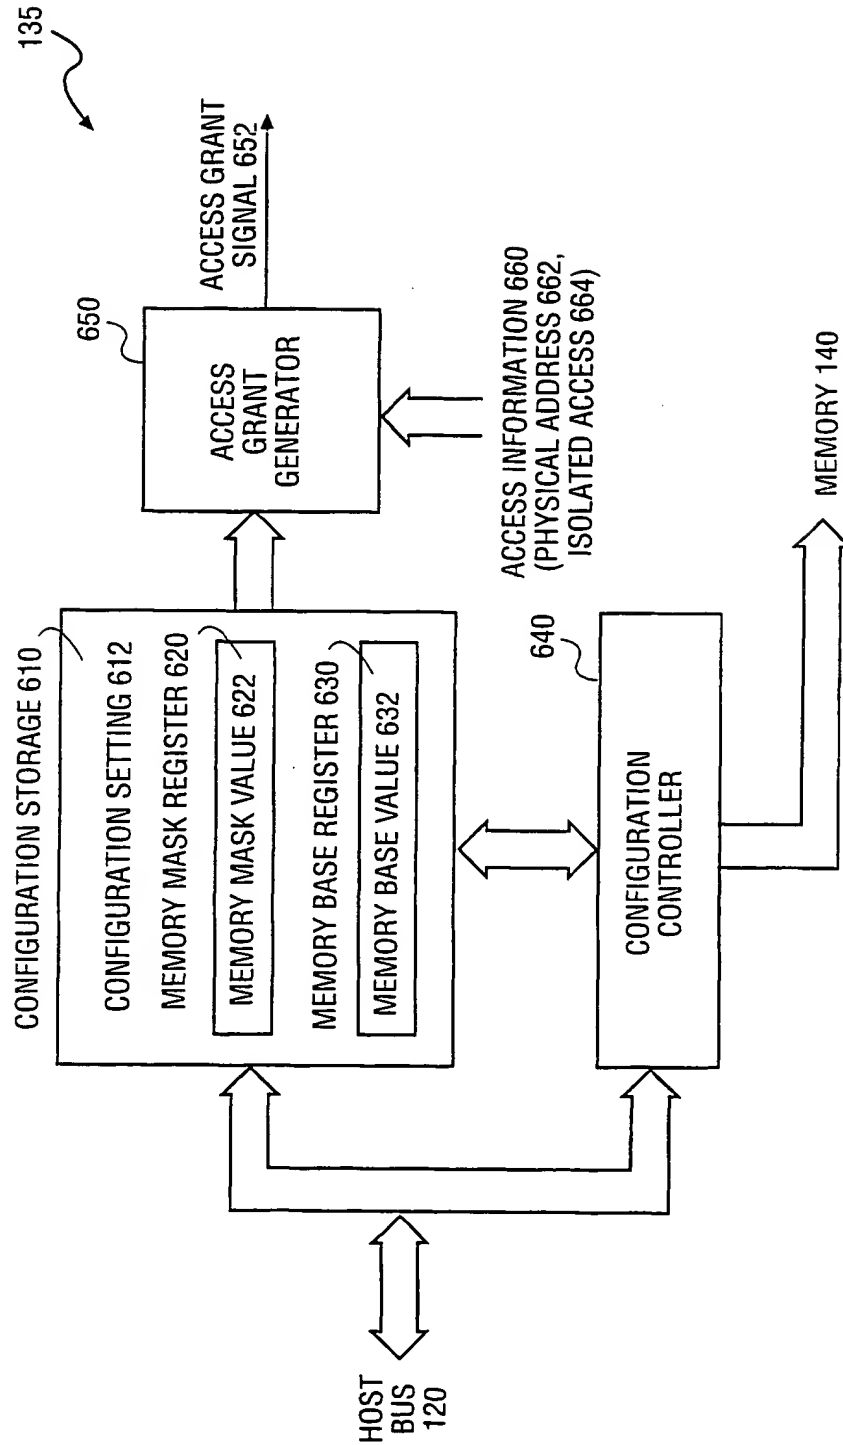 135
CONFIGURATION STORAGE 610
CONFIGURATION SETTING 612
MEMORY MASK REGISTER 620
MEMORY MASK VALUE 622
MEMORY BASE REGISTER 630
MEMORY BASE VALUE 632
650
ACCESS
GRANT
GENERATOR
ACCESS GRANT
SIGNAL 652
ACCESS INFORMATION 660
(PHYSICAL ADDRESS 662,
ISOLATED ACCESS 664)
HOST
BUS
120
640
CONFIGURATION
CONTROLLER
MEMORY 140